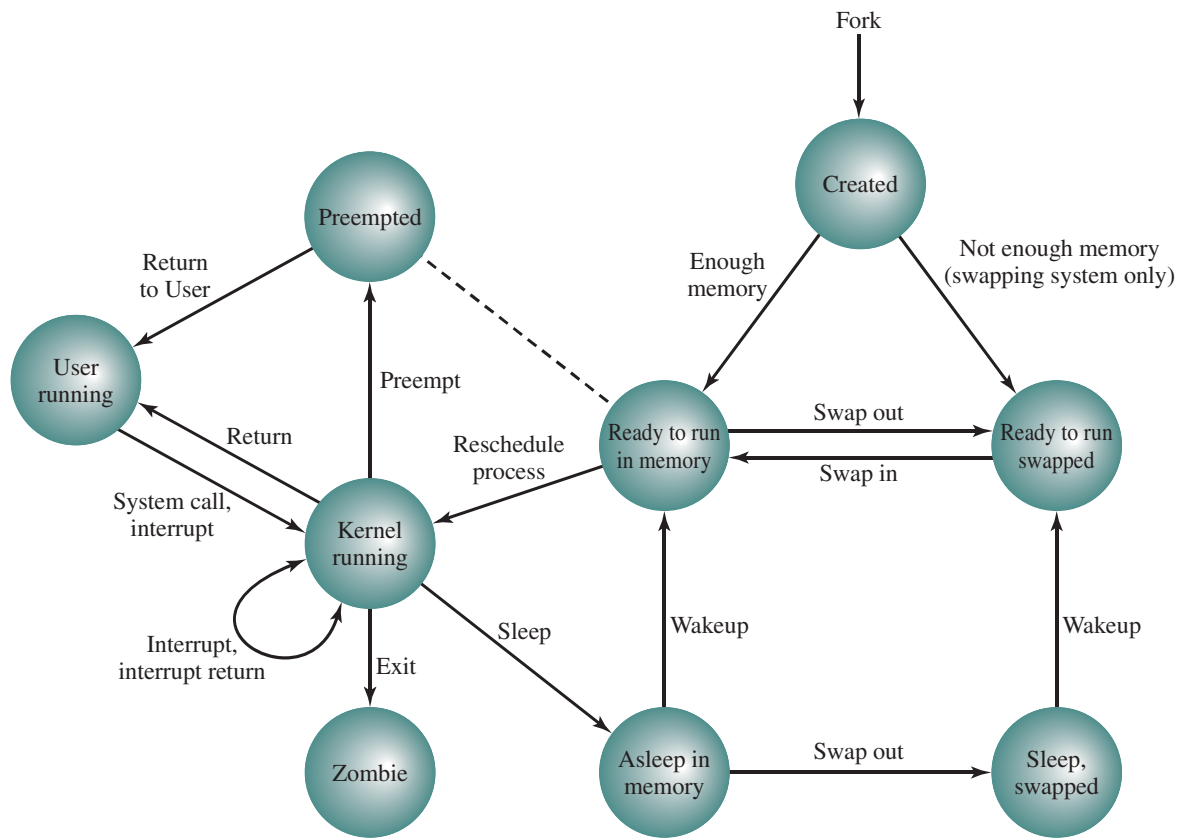 Fork
Created
Preempted
Return
to User
Enough
memory
Not enough memory
(swapping system only)
User
running
Preempt
Return
Reschedule
process
Ready to run
in memory
Swap out
Swap in
Ready to run
swapped
System call,
interrupt
Kernel
running
Interrupt,
interrupt return
Sleep
Wakeup
Wakeup
Exit
Zombie
Asleep in
memory
Swap out
Sleep,
swapped